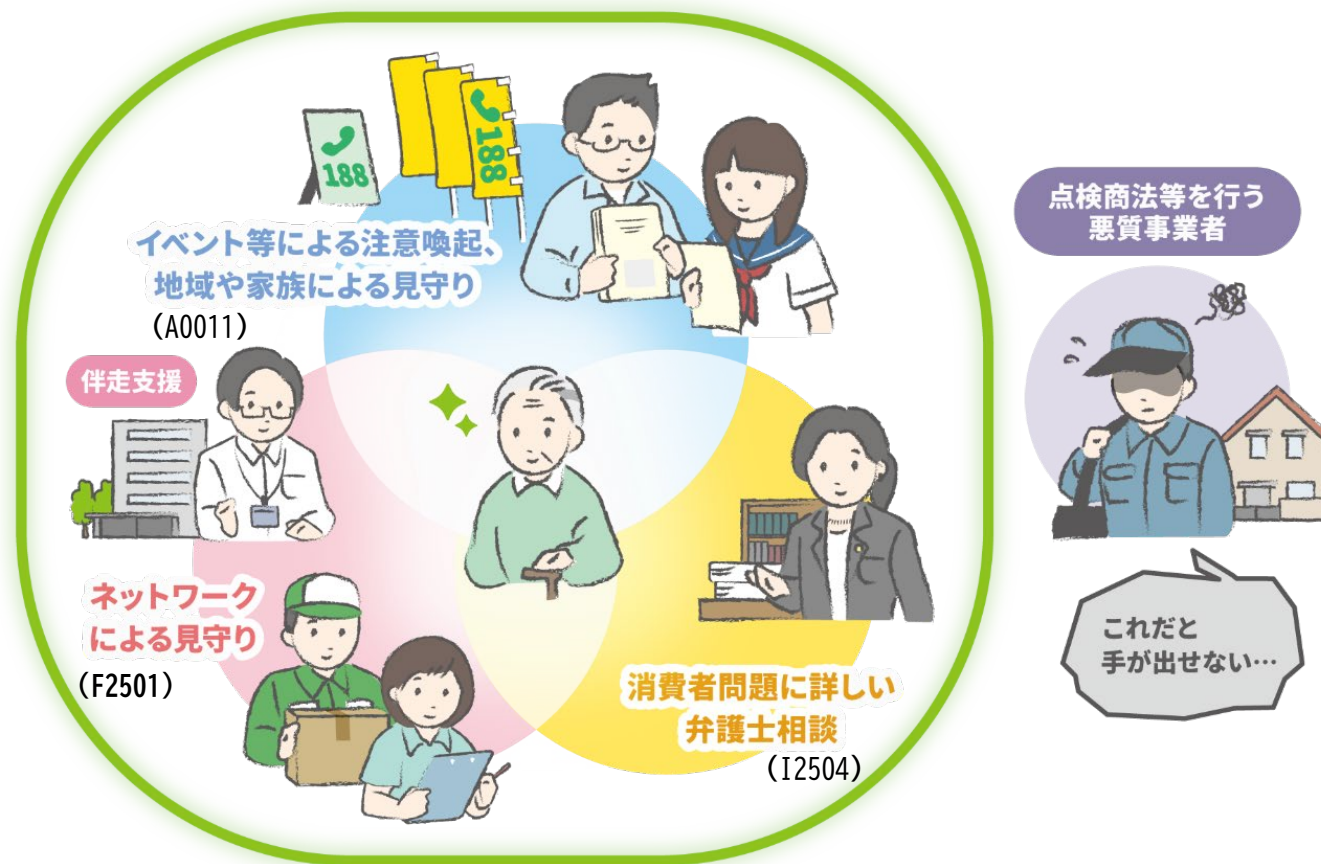 188
188
イベント等による注意喚起、
地域や家族による見守り
(A0011)
伴走支援
ネットワーク
による見守り
(F2501)
消費者問題に詳しい
弁護士相談
(I2504)
点検商法等を行う
悪質事業者
これだと
手が出せない…